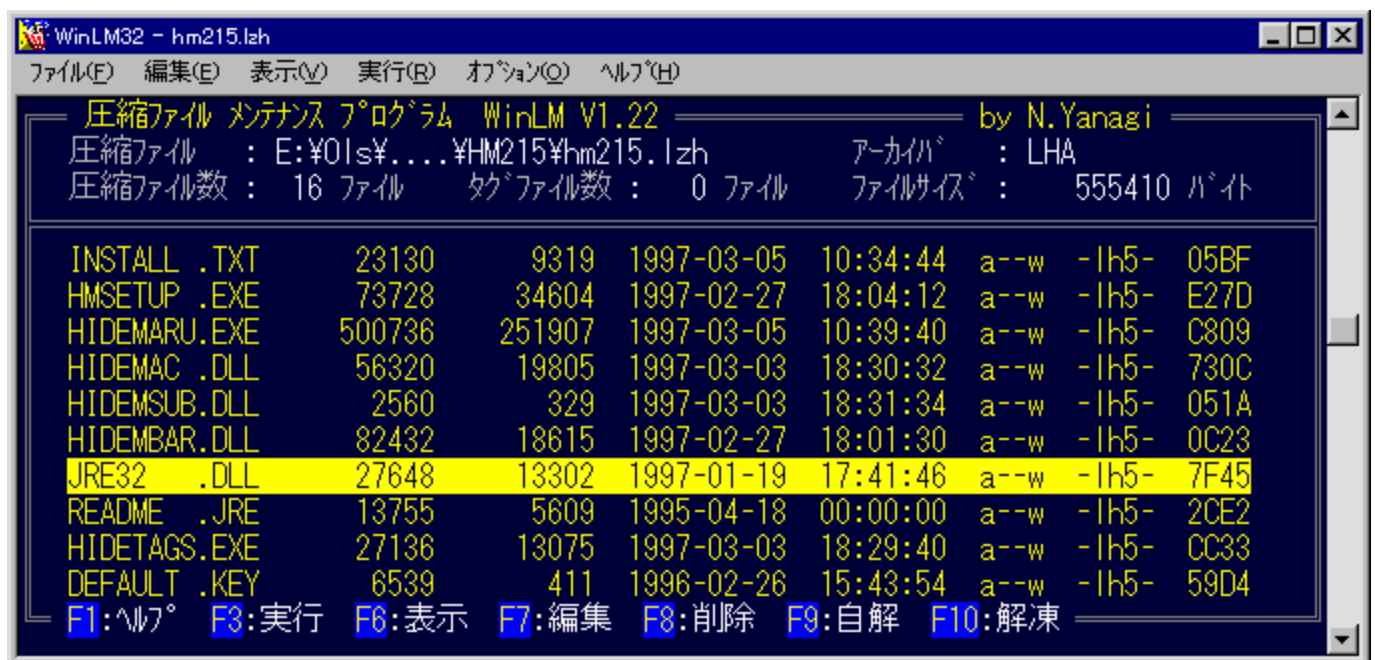 WinLM32 - hm215.lzh
ﾌｧｲﾙ(F) 編集(E) 表示(V) 実行(R) ｵﾌﾟｼｮﾝ(O) ﾍﾙﾌﾟ(H)
圧縮ﾌｧｲﾙ ﾒﾝﾃﾅﾝｽ ﾌﾟﾛｸﾞﾗﾑ WinLM V1.22 by N.Yanagi
圧縮ﾌｧｲﾙ : E:¥Ols¥....¥HM215¥hm215.lzh ｱｰｶｲﾊﾞ : LHA
圧縮ﾌｧｲﾙ数 : 16 ﾌｧｲﾙ ﾀｸﾞﾌｧｲﾙ数 : 0 ﾌｧｲﾙ ﾌｧｲﾙｻｲｽﾞ : 555410 ﾊﾞｲﾄ
INSTALL .TXT 23130 9319 1997-03-05 10:34:44 a--w -lh5- 05BF
HMSETUP .EXE 73728 34604 1997-02-27 18:04:12 a--w -lh5- E27D
HIDEMARU.EXE 500736 251907 1997-03-05 10:39:40 a--w -lh5- C809
HIDEMAC .DLL 56320 19805 1997-03-03 18:30:32 a--w -lh5- 730C
HIDEMSUB.DLL 2560 329 1997-03-03 18:31:34 a--w -lh5- 051A
HIDEMBAR.DLL 82432 18615 1997-02-27 18:01:30 a--w -lh5- 0C23
JRE32 .DLL 27648 13302 1997-01-19 17:41:46 a--w -lh5- 7F45
README .JRE 13755 5609 1995-04-18 00:00:00 a--w -lh5- 2CE2
HIDETAGS.EXE 27136 13075 1997-03-03 18:29:40 a--w -lh5- CC33
DEFAULT .KEY 6539 411 1996-02-26 15:43:54 a--w -lh5- 59D4
F1:ﾍﾙﾌﾟ F3:実行 F6:表示 F7:編集 F8:削除 F9:自解 F10:解凍